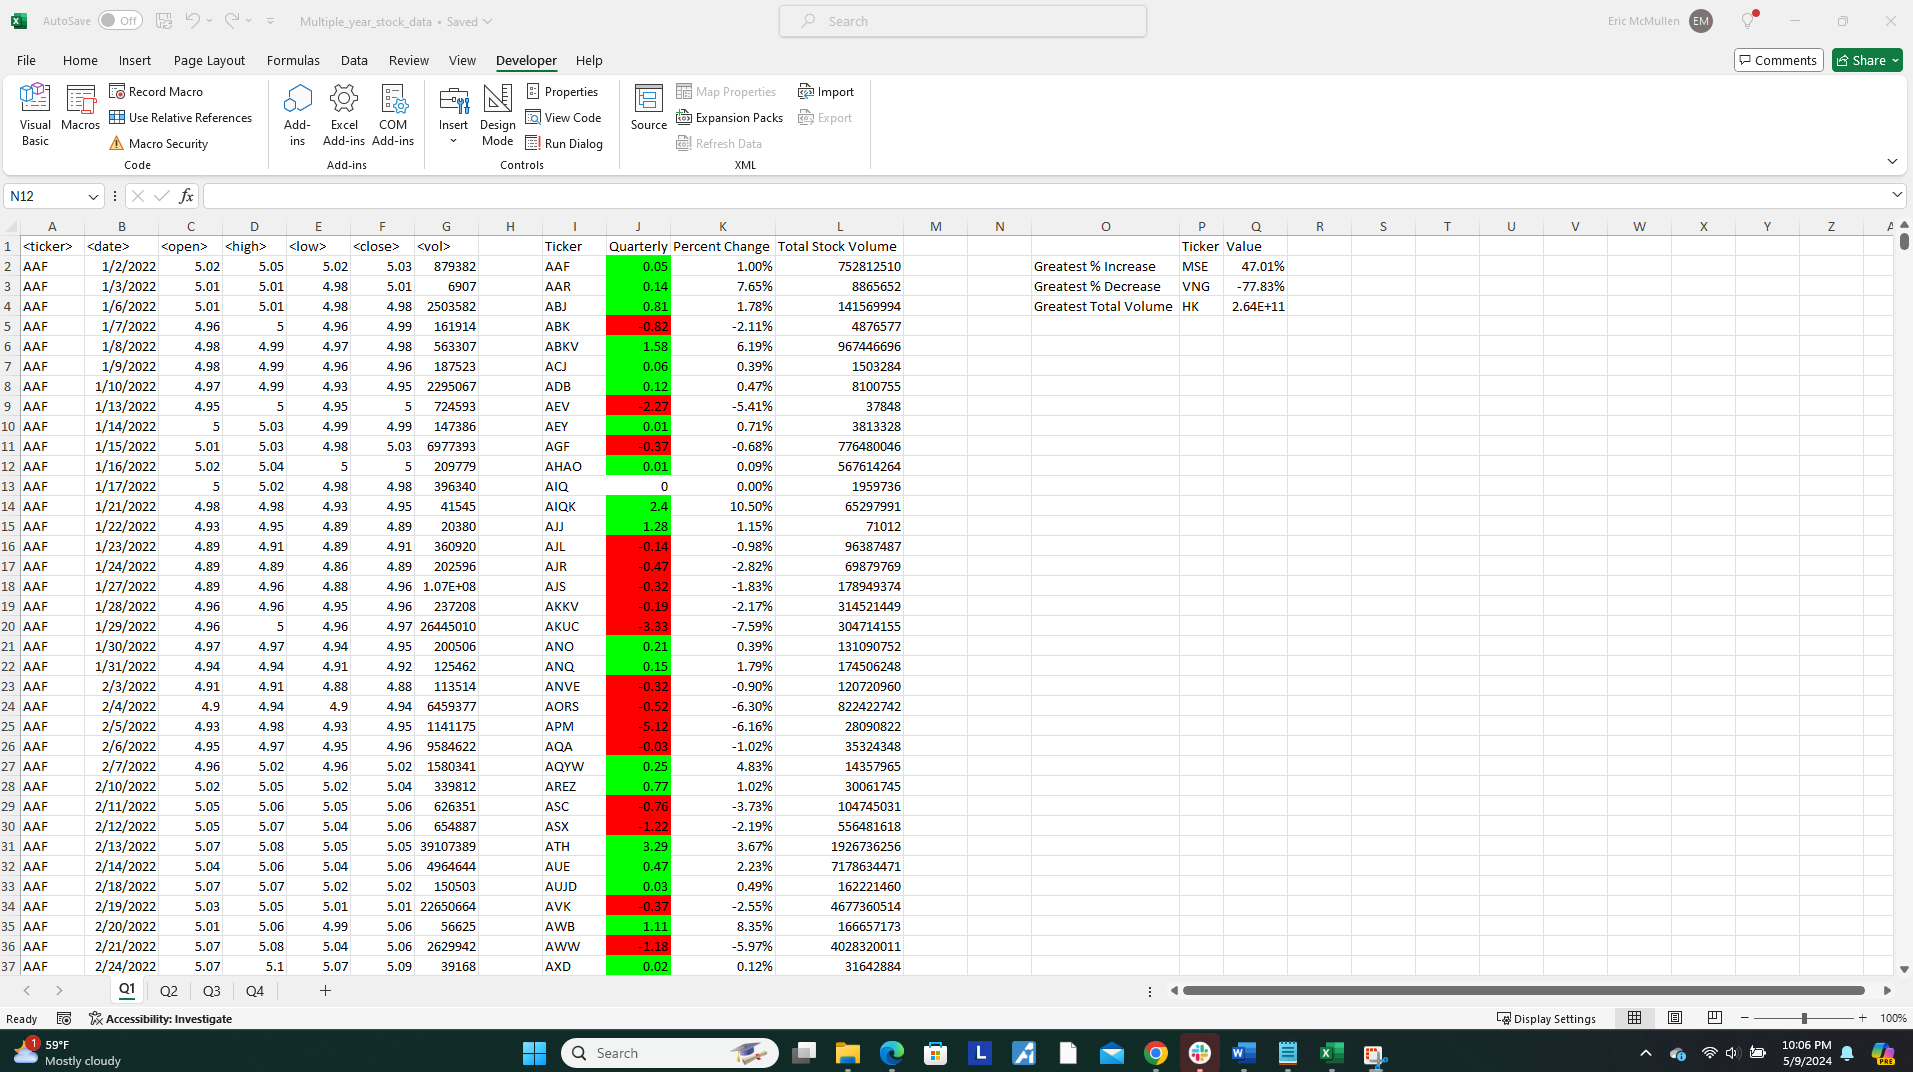 AutoSave Off Multiple_year_stock_data • Saved Search Eric McMullen EM
File Home Insert Page Layout Formulas Data Review View Developer Help Comments Share
Visual Basic Macros Record Macro Use Relative References Macro Security Code
Add-ins Excel Add-ins COM Add-ins Add-ins
Insert Design Mode Properties View Code Run Dialog Controls
Source Map Properties Expansion Packs Refresh Data Import Export XML
N12 fx
A B C D E F G H I J K L M N O P Q R S T U V W X Y Z A
1 <ticker> <date> <open> <high> <low> <close> <vol> Ticker Quarterly Percent Change Total Stock Volume Ticker Value
2 AAF 1/2/2022 5.02 5.05 5.02 5.03 879382 AAF 0.05 1.00% 752812510 Greatest % Increase MSE 47.01%
3 AAF 1/3/2022 5.01 5.01 4.98 5.01 6907 AAR 0.14 7.65% 8865652 Greatest % Decrease VNG -77.83%
4 AAF 1/6/2022 5.01 5.01 4.98 4.98 2503582 ABJ 0.81 1.78% 141569994 Greatest Total Volume HK 2.64E+11
5 AAF 1/7/2022 4.96 5 4.96 4.99 161914 ABK -0.82 -2.11% 4876577
6 AAF 1/8/2022 4.98 4.99 4.97 4.98 563307 ABKV 1.58 6.19% 967446696
7 AAF 1/9/2022 4.98 4.99 4.96 4.96 187523 ACJ 0.06 0.39% 1503284
8 AAF 1/10/2022 4.97 4.99 4.93 4.95 2295067 ADB 0.12 0.47% 8100755
9 AAF 1/13/2022 4.95 5 4.95 5 724593 AEV -2.27 -5.41% 37848
10 AAF 1/14/2022 5 5.03 4.99 4.99 147386 AEY 0.01 0.71% 3813328
11 AAF 1/15/2022 5.01 5.03 4.98 5.03 6977393 AGF -0.37 -0.68% 776480046
12 AAF 1/16/2022 5.02 5.04 5 5 209779 AHAO 0.01 0.09% 567614264
13 AAF 1/17/2022 5 5.02 4.98 4.98 396340 AIQ 0 0.00% 1959736
14 AAF 1/21/2022 4.98 4.98 4.93 4.95 41545 AIQK 2.4 10.50% 65297991
15 AAF 1/22/2022 4.93 4.95 4.89 4.89 20380 AJJ 1.28 1.15% 71012
16 AAF 1/23/2022 4.89 4.91 4.89 4.91 360920 AJL -0.14 -0.98% 96387487
17 AAF 1/24/2022 4.89 4.89 4.86 4.89 202596 AJR -0.47 -2.82% 69879769
18 AAF 1/27/2022 4.89 4.96 4.88 4.96 1.07E+08 AJS -0.32 -1.83% 178949374
19 AAF 1/28/2022 4.96 4.96 4.95 4.96 237208 AKKV -0.19 -2.17% 314521449
20 AAF 1/29/2022 4.96 5 4.96 4.97 26445010 AKUC -3.33 -7.59% 304714155
21 AAF 1/30/2022 4.97 4.97 4.94 4.95 200506 ANO 0.21 0.39% 131090752
22 AAF 1/31/2022 4.94 4.94 4.91 4.92 125462 ANQ 0.15 1.79% 174506248
23 AAF 2/3/2022 4.91 4.91 4.88 4.88 113514 ANVE -0.32 -0.90% 120720960
24 AAF 2/4/2022 4.9 4.94 4.9 4.94 6459377 AORS -0.52 -6.30% 822422742
25 AAF 2/5/2022 4.93 4.98 4.93 4.95 1141175 APM -5.12 -6.16% 28090822
26 AAF 2/6/2022 4.95 4.97 4.95 4.96 9584622 AQA -0.03 -1.02% 35324348
27 AAF 2/7/2022 4.96 5.02 4.96 5.02 1580341 AQYW 0.25 4.83% 14357965
28 AAF 2/10/2022 5.02 5.05 5.02 5.04 339812 AREZ 0.77 1.02% 30061745
29 AAF 2/11/2022 5.05 5.06 5.05 5.06 626351 ASC -0.76 -3.73% 104745031
30 AAF 2/12/2022 5.05 5.07 5.04 5.06 654887 ASX -1.22 -2.19% 556481618
31 AAF 2/13/2022 5.07 5.08 5.05 5.05 39107389 ATH 3.29 3.67% 1926736256
32 AAF 2/14/2022 5.04 5.06 5.04 5.06 4964644 AUE 0.47 2.23% 7178634471
33 AAF 2/18/2022 5.07 5.07 5.02 5.02 150503 AUJD 0.03 0.49% 162221460
34 AAF 2/19/2022 5.03 5.05 5.01 5.01 22650664 AVK -0.37 -2.55% 4677360514
35 AAF 2/20/2022 5.01 5.06 4.99 5.06 56625 AWB 1.11 8.35% 166657173
36 AAF 2/21/2022 5.07 5.08 5.04 5.06 2629942 AWW -1.18 -5.97% 4028320011
37 AAF 2/24/2022 5.07 5.1 5.07 5.09 39168 AXD 0.02 0.12% 31642884
Q1 Q2 Q3 Q4
Ready Accessibility: Investigate Display Settings 100%
1 59°F Mostly cloudy Search L W X 10:06 PM 5/9/2024 PRE